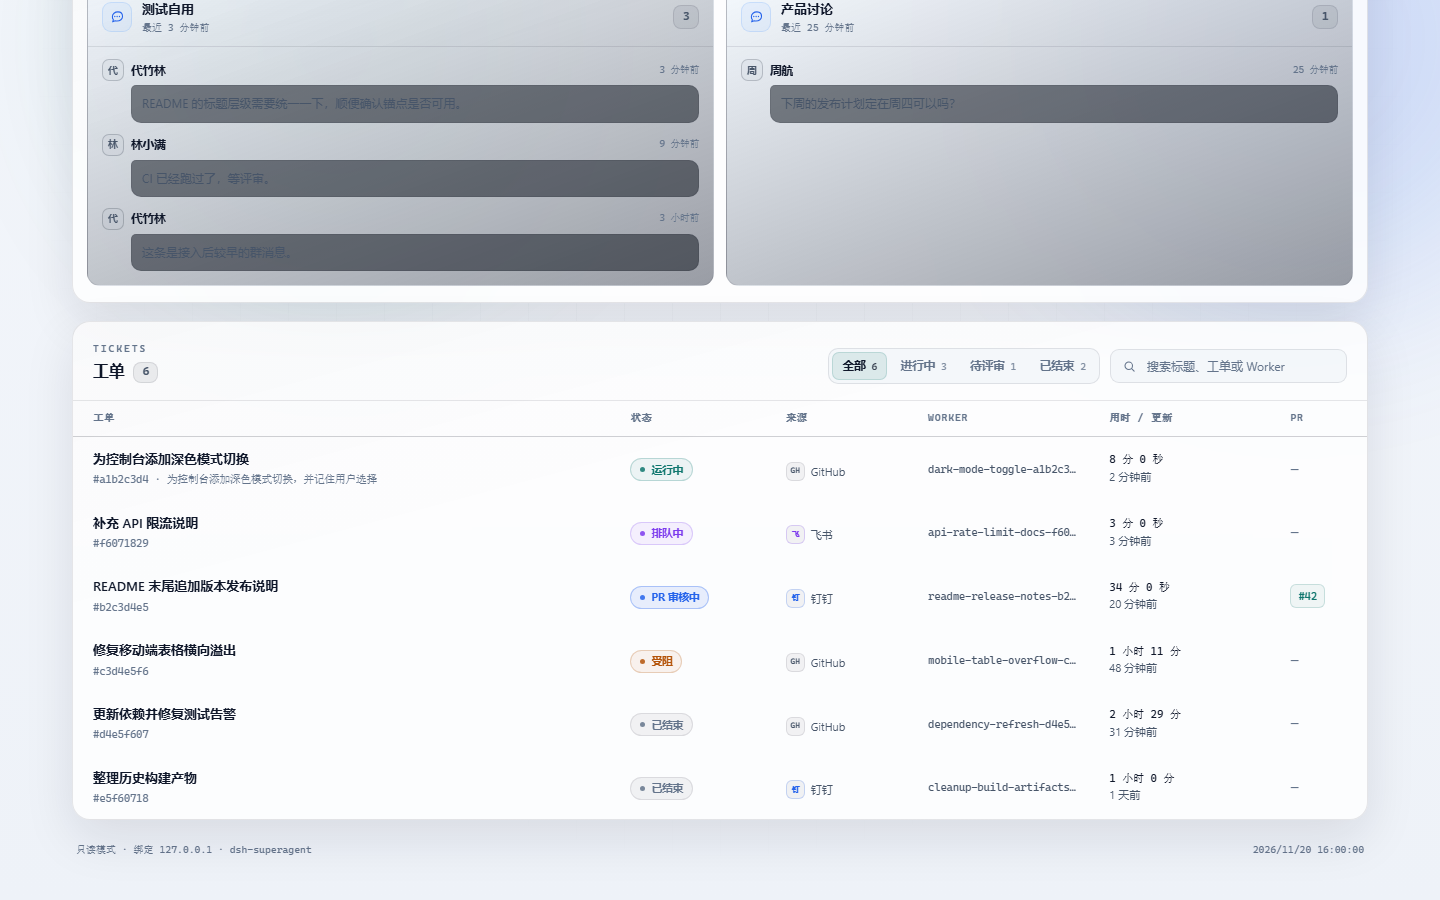 测试自用
3
最近 3 分钟前
代 代竹林 3 分钟前
README 的标题层级需要统一一下，顺便确认锚点是否可用。
林 林小满 9 分钟前
CI 已经跑过了，等评审。
代 代竹林 3 小时前
这条是接入后较早的群消息。
产品讨论
1
最近 25 分钟前
周 周航 25 分钟前
下周的发布计划定在周四可以吗？
TICKETS
工单 6
全部 6 进行中 3 待评审 1 已结束 2 搜索标题、工单或 Worker
工单 状态 来源 WORKER 用时 / 更新 PR
为控制台添加深色模式切换
#a1b2c3d4 · 为控制台添加深色模式切换，并记住用户选择
运行中 GH GitHub dark-mode-toggle-a1b2c3… 8 分 0 秒 —
2 分钟前
补充 API 限流说明
#f6071829
排队中 飞 飞书 api-rate-limit-docs-f60… 3 分 0 秒 —
3 分钟前
README 末尾追加版本发布说明
#b2c3d4e5
PR 审核中 钉 钉钉 readme-release-notes-b2… 34 分 0 秒 #42
20 分钟前
修复移动端表格横向溢出
#c3d4e5f6
受阻 GH GitHub mobile-table-overflow-c… 1 小时 11 分 —
48 分钟前
更新依赖并修复测试告警
#d4e5f607
已结束 GH GitHub dependency-refresh-d4e5… 2 小时 29 分 —
31 分钟前
整理历史构建产物
#e5f60718
已结束 钉 钉钉 cleanup-build-artifacts… 1 小时 0 分 —
1 天前
只读模式 · 绑定 127.0.0.1 · dsh-superagent 2026/11/20 16:00:00